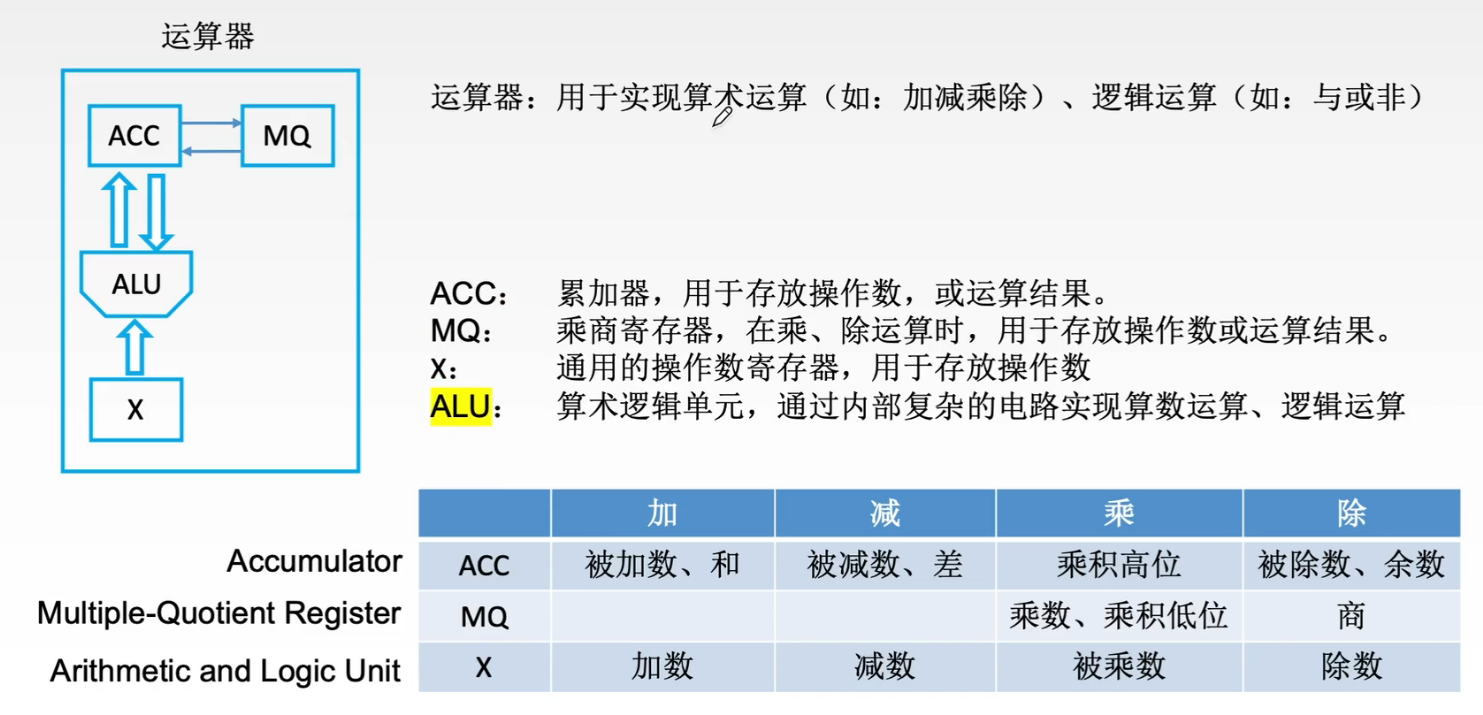 运算器
运算器：用于实现算术运算（如：加减乘除）、逻辑运算（如：与或非）
ACC
MQ
ALU
X
ACC： 累加器，用于存放操作数，或运算结果。
MQ： 乘商寄存器，在乘、除运算时，用于存放操作数或运算结果。
X： 通用的操作数寄存器，用于存放操作数
ALU： 算术逻辑单元，通过内部复杂的电路实现算数运算、逻辑运算
加 减 乘 除
Accumulator ACC 被加数、和 被减数、差 乘积高位 被除数、余数
Multiple-Quotient Register MQ 乘数、乘积低位 商
Arithmetic and Logic Unit X 加数 减数 被乘数 除数